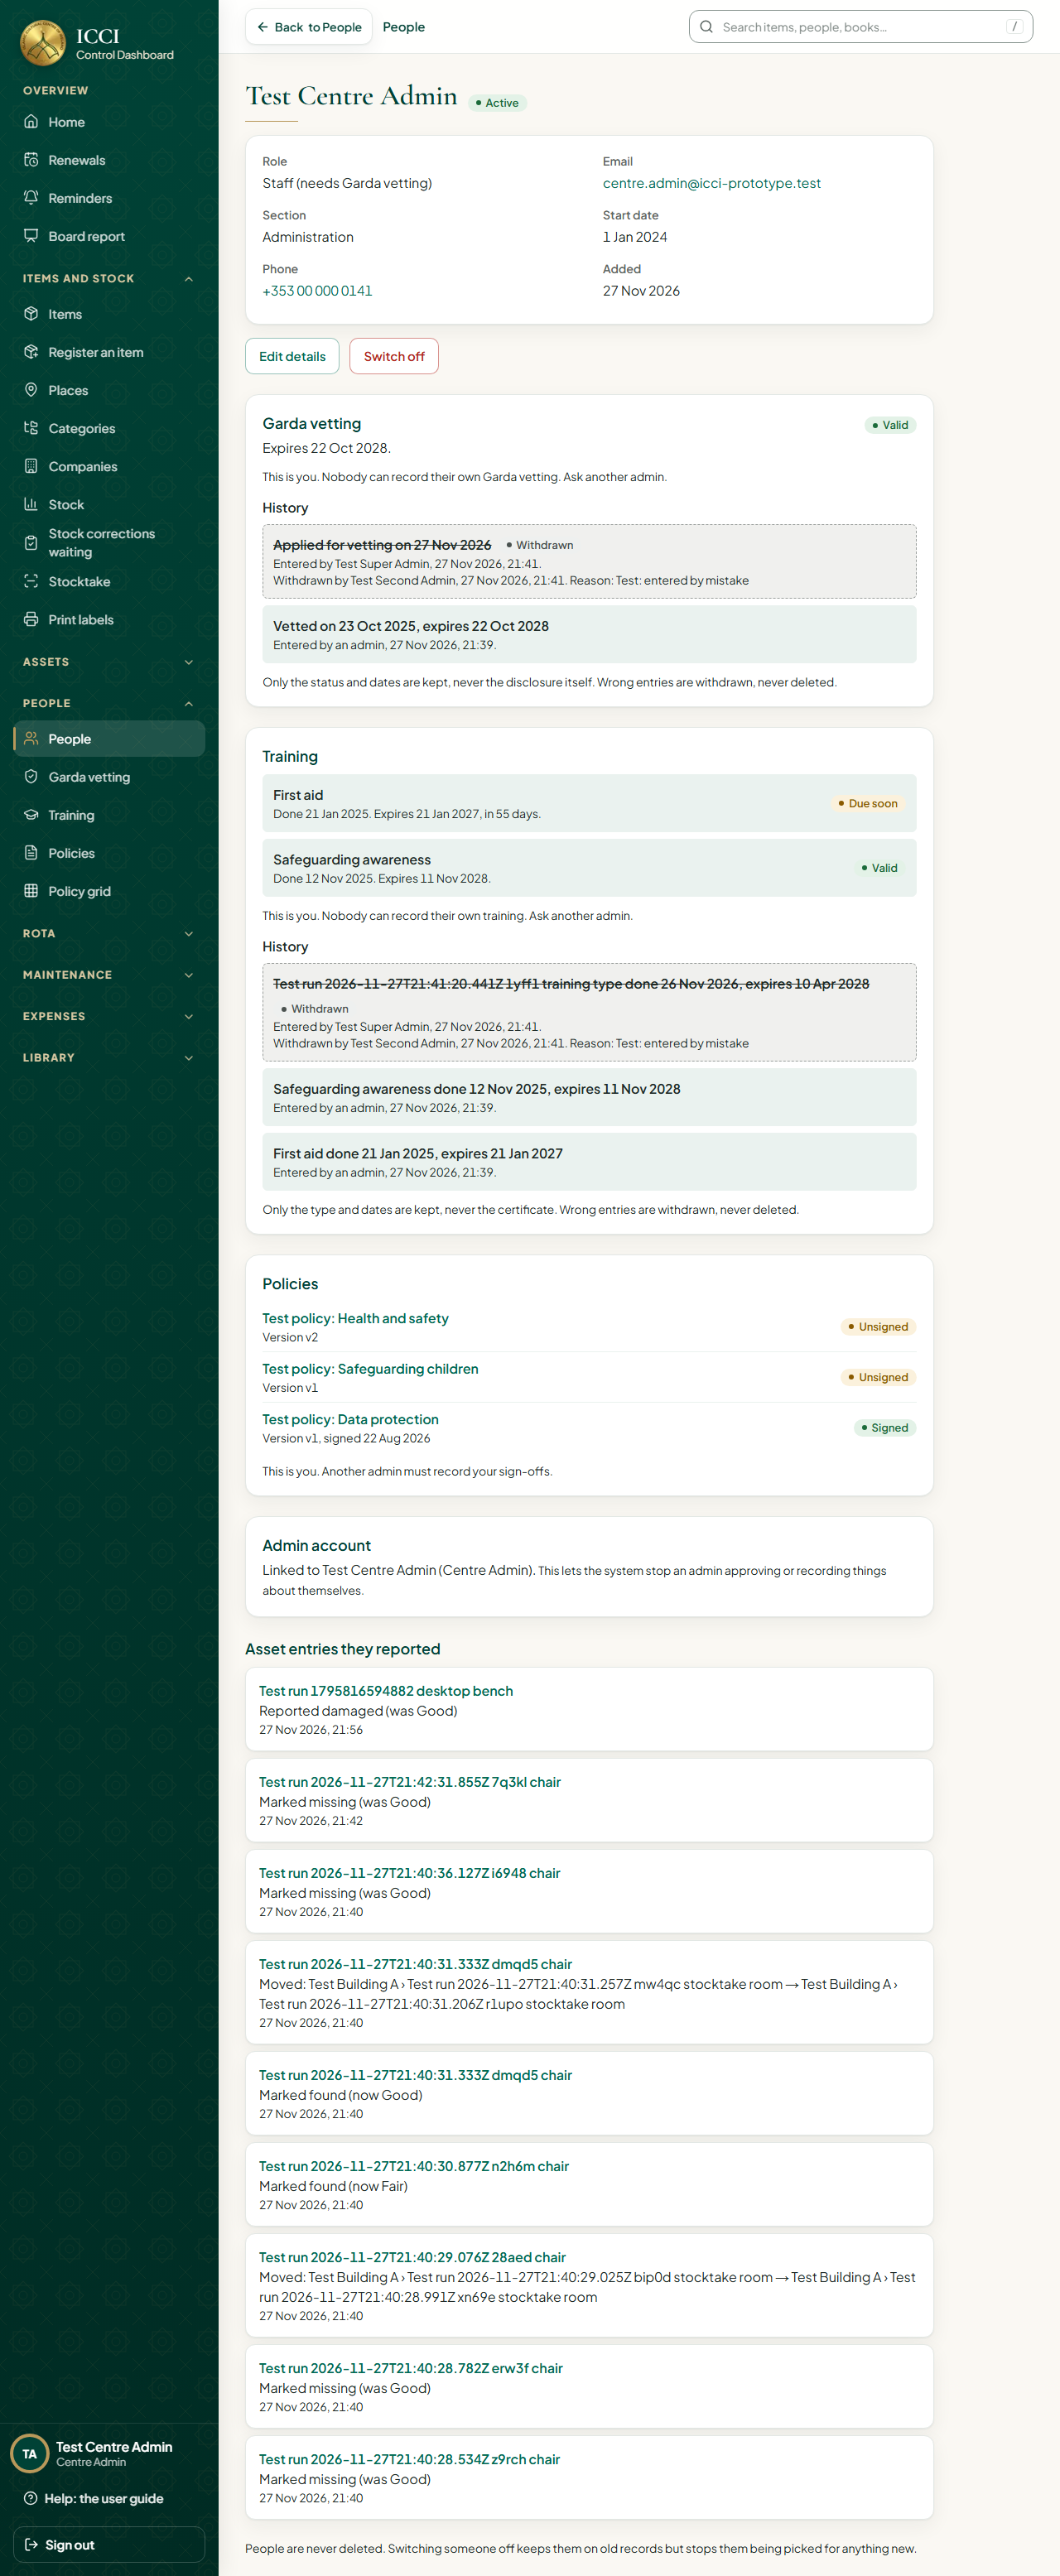 ICCI
Control Dashboard
OVERVIEW
Home
Renewals
Reminders
Board report
ITEMS AND STOCK
Items
Register an item
Places
Categories
Companies
Stock
Stock corrections
waiting
Stocktake
Print labels
ASSETS
PEOPLE
People
Garda vetting
Training
Policies
Policy grid
ROTA
MAINTENANCE
EXPENSES
LIBRARY
TA
Test Centre Admin
Centre Admin
Help: the user guide
Sign out
Back to People
People
Search items, people, books...
/
Test Centre Admin
Active
Role
Staff (needs Garda vetting)
Email
centre.admin@icci-prototype.test
Section
Administration
Start date
1 Jan 2024
Phone
+353 00 000 0141
Added
27 Nov 2026
Edit details
Switch off
Garda vetting
Valid
Expires 22 Oct 2028.
This is you. Nobody can record their own Garda vetting. Ask another admin.
History
Applied for vetting on 27 Nov 2026 Withdrawn
Entered by Test Super Admin, 27 Nov 2026, 21:41.
Withdrawn by Test Second Admin, 27 Nov 2026, 21:41. Reason: Test: entered by mistake
Vetted on 23 Oct 2025, expires 22 Oct 2028
Entered by an admin, 27 Nov 2026, 21:39.
Only the status and dates are kept, never the disclosure itself. Wrong entries are withdrawn, never deleted.
Training
First aid
Done 21 Jan 2025. Expires 21 Jan 2027, in 55 days.
Due soon
Safeguarding awareness
Done 12 Nov 2025. Expires 11 Nov 2028.
Valid
This is you. Nobody can record their own training. Ask another admin.
History
Test run 2026-11-27T21:41:20.441Z 1yff1 training type done 26 Nov 2026, expires 10 Apr 2028
Withdrawn
Entered by Test Super Admin, 27 Nov 2026, 21:41.
Withdrawn by Test Second Admin, 27 Nov 2026, 21:41. Reason: Test: entered by mistake
Safeguarding awareness done 12 Nov 2025, expires 11 Nov 2028
Entered by an admin, 27 Nov 2026, 21:39.
First aid done 21 Jan 2025, expires 21 Jan 2027
Entered by an admin, 27 Nov 2026, 21:39.
Only the type and dates are kept, never the certificate. Wrong entries are withdrawn, never deleted.
Policies
Test policy: Health and safety
Version v2
Unsigned
Test policy: Safeguarding children
Version v1
Unsigned
Test policy: Data protection
Version v1, signed 22 Aug 2026
Signed
This is you. Another admin must record your sign-offs.
Admin account
Linked to Test Centre Admin (Centre Admin). This lets the system stop an admin approving or recording things
about themselves.
Asset entries they reported
Test run 1795816594882 desktop bench
Reported damaged (was Good)
27 Nov 2026, 21:56
Test run 2026-11-27T21:42:31.855Z 7q3kl chair
Marked missing (was Good)
27 Nov 2026, 21:42
Test run 2026-11-27T21:40:36.127Z i6948 chair
Marked missing (was Good)
27 Nov 2026, 21:40
Test run 2026-11-27T21:40:31.333Z dmqd5 chair
Moved: Test Building A › Test run 2026-11-27T21:40:31.257Z mw4qc stocktake room → Test Building A ›
Test run 2026-11-27T21:40:31.206Z r1upo stocktake room
27 Nov 2026, 21:40
Test run 2026-11-27T21:40:31.333Z dmqd5 chair
Marked found (now Good)
27 Nov 2026, 21:40
Test run 2026-11-27T21:40:30.877Z n2h6m chair
Marked found (now Fair)
27 Nov 2026, 21:40
Test run 2026-11-27T21:40:29.076Z 28aed chair
Moved: Test Building A › Test run 2026-11-27T21:40:29.025Z bip0d stocktake room → Test Building A › Test
run 2026-11-27T21:40:28.991Z xn69e stocktake room
27 Nov 2026, 21:40
Test run 2026-11-27T21:40:28.782Z erw3f chair
Marked missing (was Good)
27 Nov 2026, 21:40
Test run 2026-11-27T21:40:28.534Z z9rch chair
Marked missing (was Good)
27 Nov 2026, 21:40
People are never deleted. Switching someone off keeps them on old records but stops them being picked for anything new.